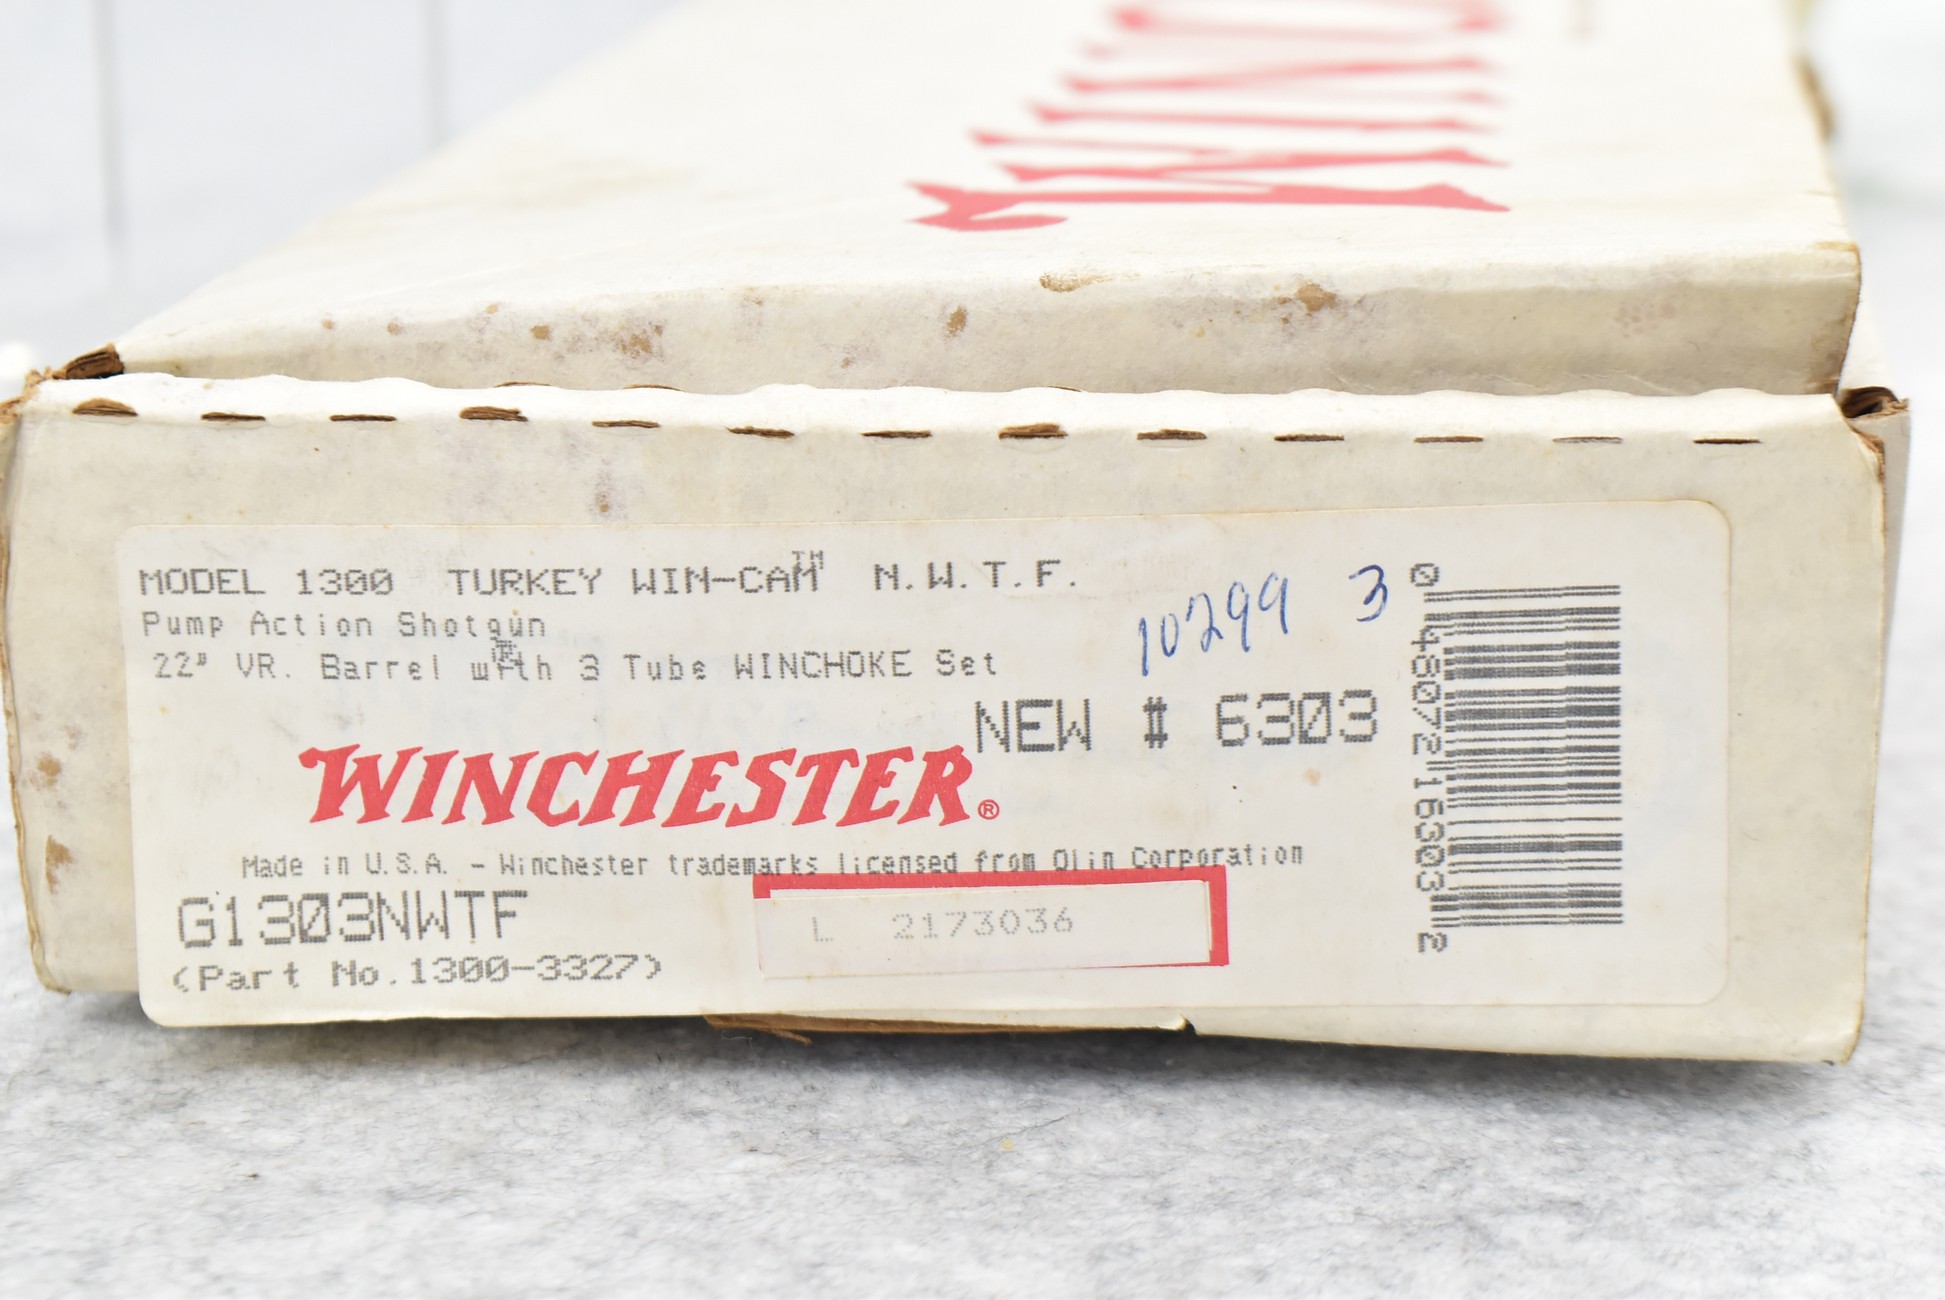 MODEL 1300 TURKEY WIN-CAM™ N.W.T.F.
Pump Action Shotgun
22" VR. Barrel with 3 Tube WINCHOKE® Set
10299 3
NEW # 6303
WINCHESTER®
Made in U.S.A. - Winchester trademarks licensed from Olin Corporation
G1303NWTF
(Part No.1300-3327)
L 2173036
0 48072 16303 2